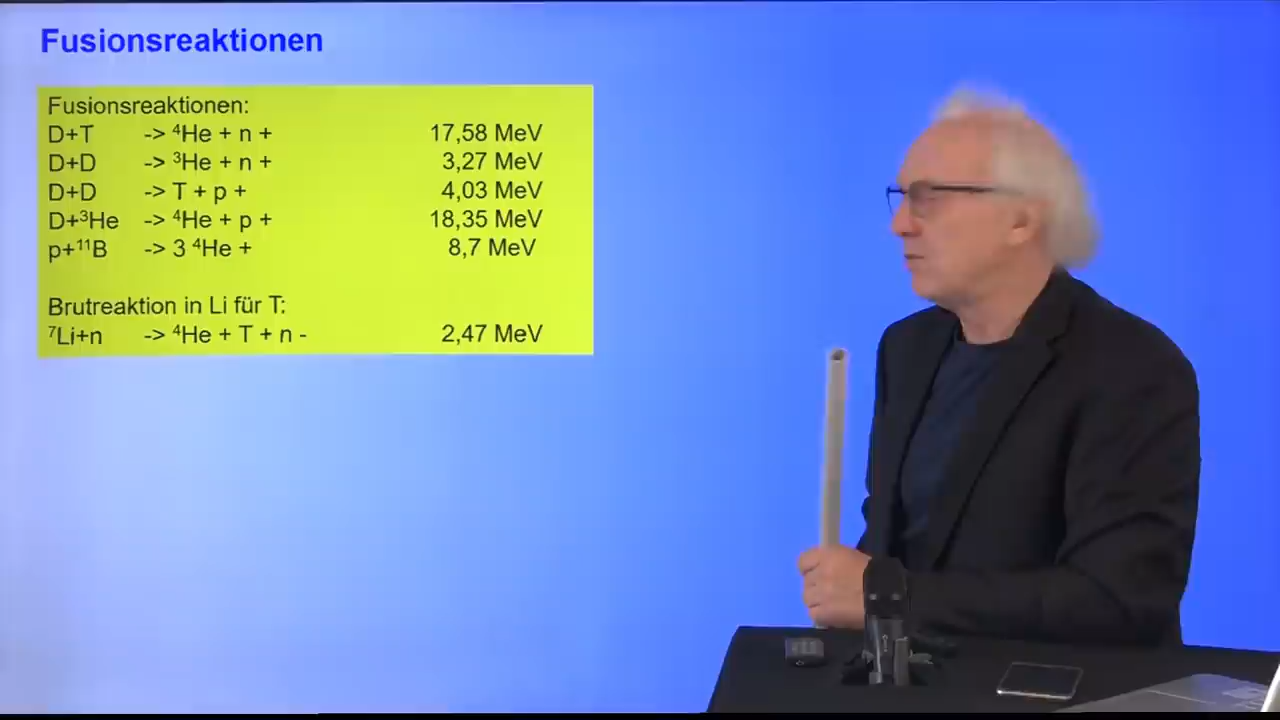 Fusionsreaktionen
Fusionsreaktionen:
D+T -> ⁴He + n + 17,58 MeV
D+D -> ³He + n + 3,27 MeV
D+D -> T + p + 4,03 MeV
D+³He -> ⁴He + p + 18,35 MeV
p+¹¹B -> 3 ⁴He + 8,7 MeV
Brutreaktion in Li für T:
⁷Li+n -> ⁴He + T + n - 2,47 MeV